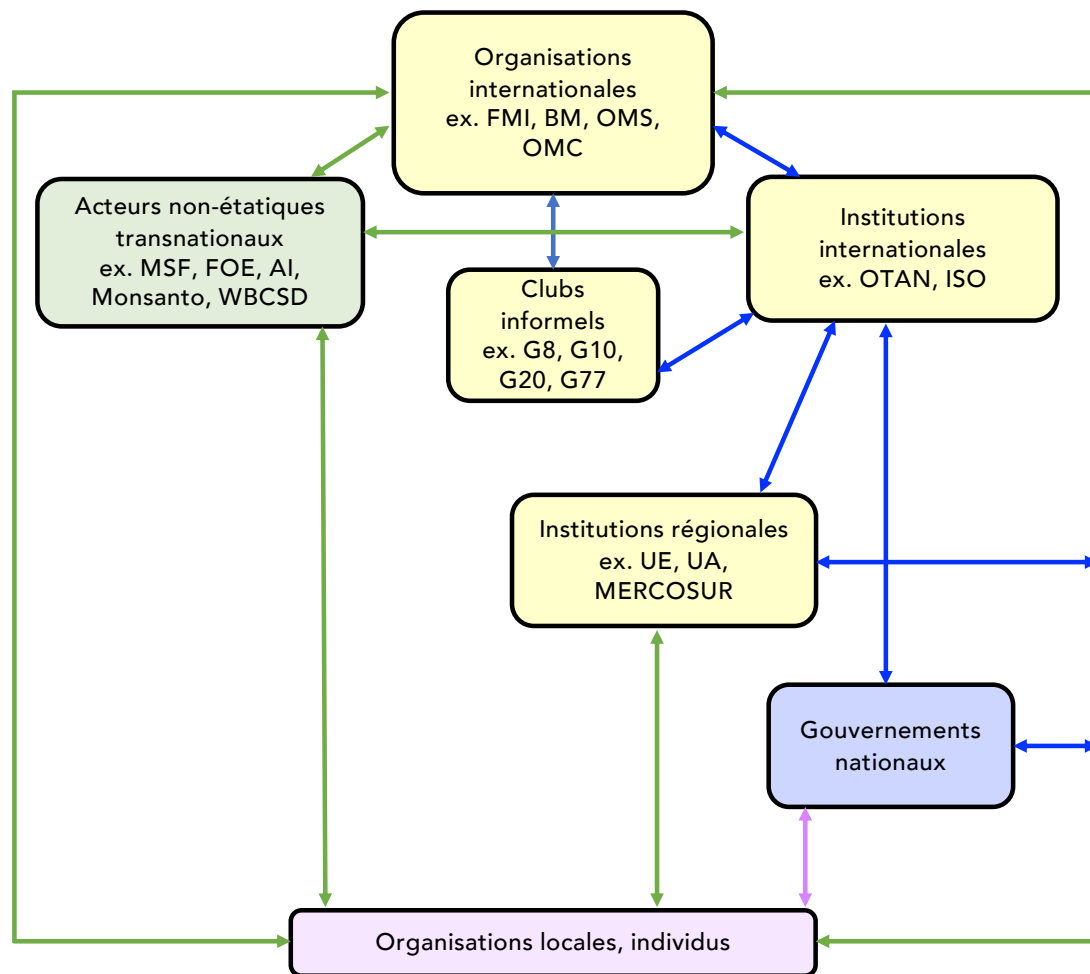 Organisations
internationales
ex. FMI, BM, OMS,
OMC
Acteurs non-étatiques
transnationaux
ex. MSF, FOE, AI,
Monsanto, WBCSD
Institutions
internationales
ex. OTAN, ISO
Clubs
informels
ex. G8, G10,
G20, G77
Institutions régionales
ex. UE, UA,
MERCOSUR
Gouvernements
nationaux
Organisations locales, individus